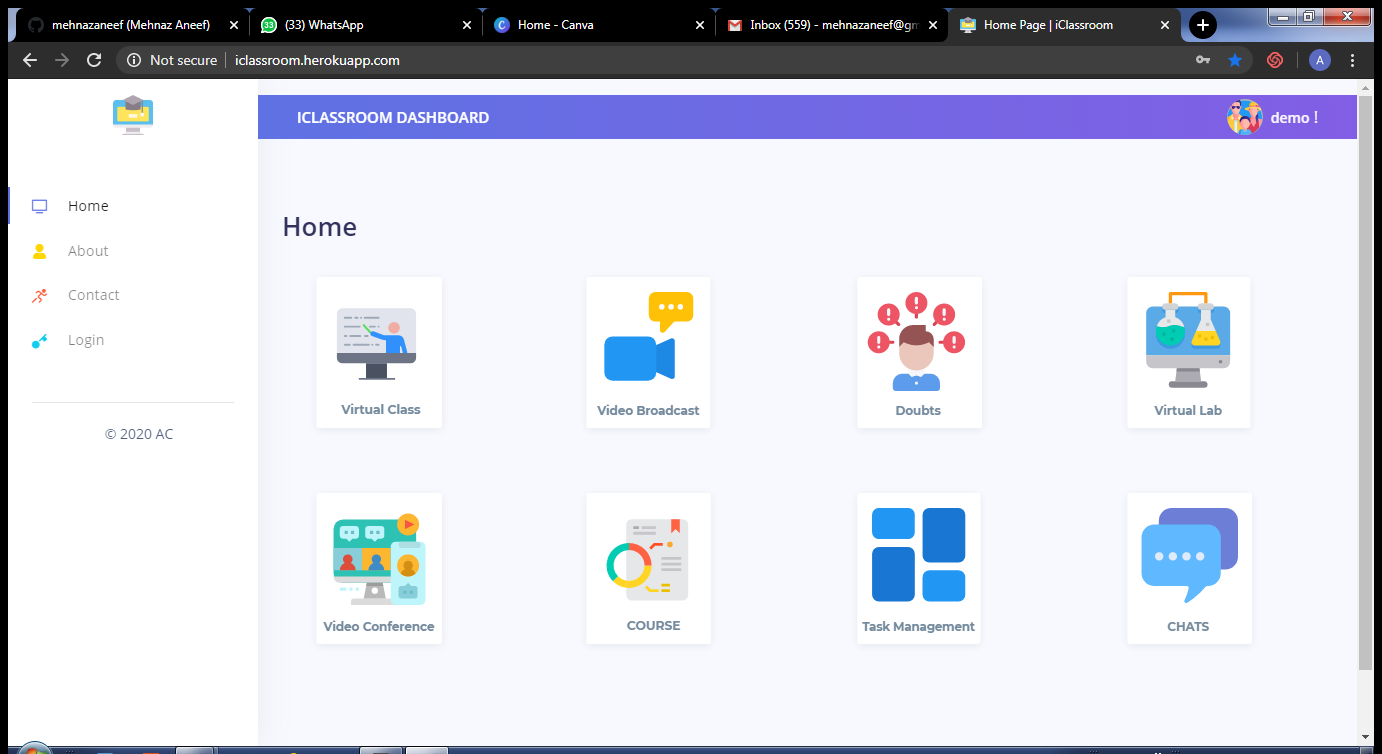 mehnazaneef (Mehnaz Aneef)
33 (33) WhatsApp
C Home - Canva
Inbox (559) - mehnazaneef@gm
Home Page | iClassroom
Not secure iclassroom.herokuapp.com
A
ICLASSROOM DASHBOARD
demo !
Home
About
Contact
Login
© 2020 AC
Home
Virtual Class
Video Broadcast
Doubts
Virtual Lab
Video Conference
COURSE
Task Management
CHATS